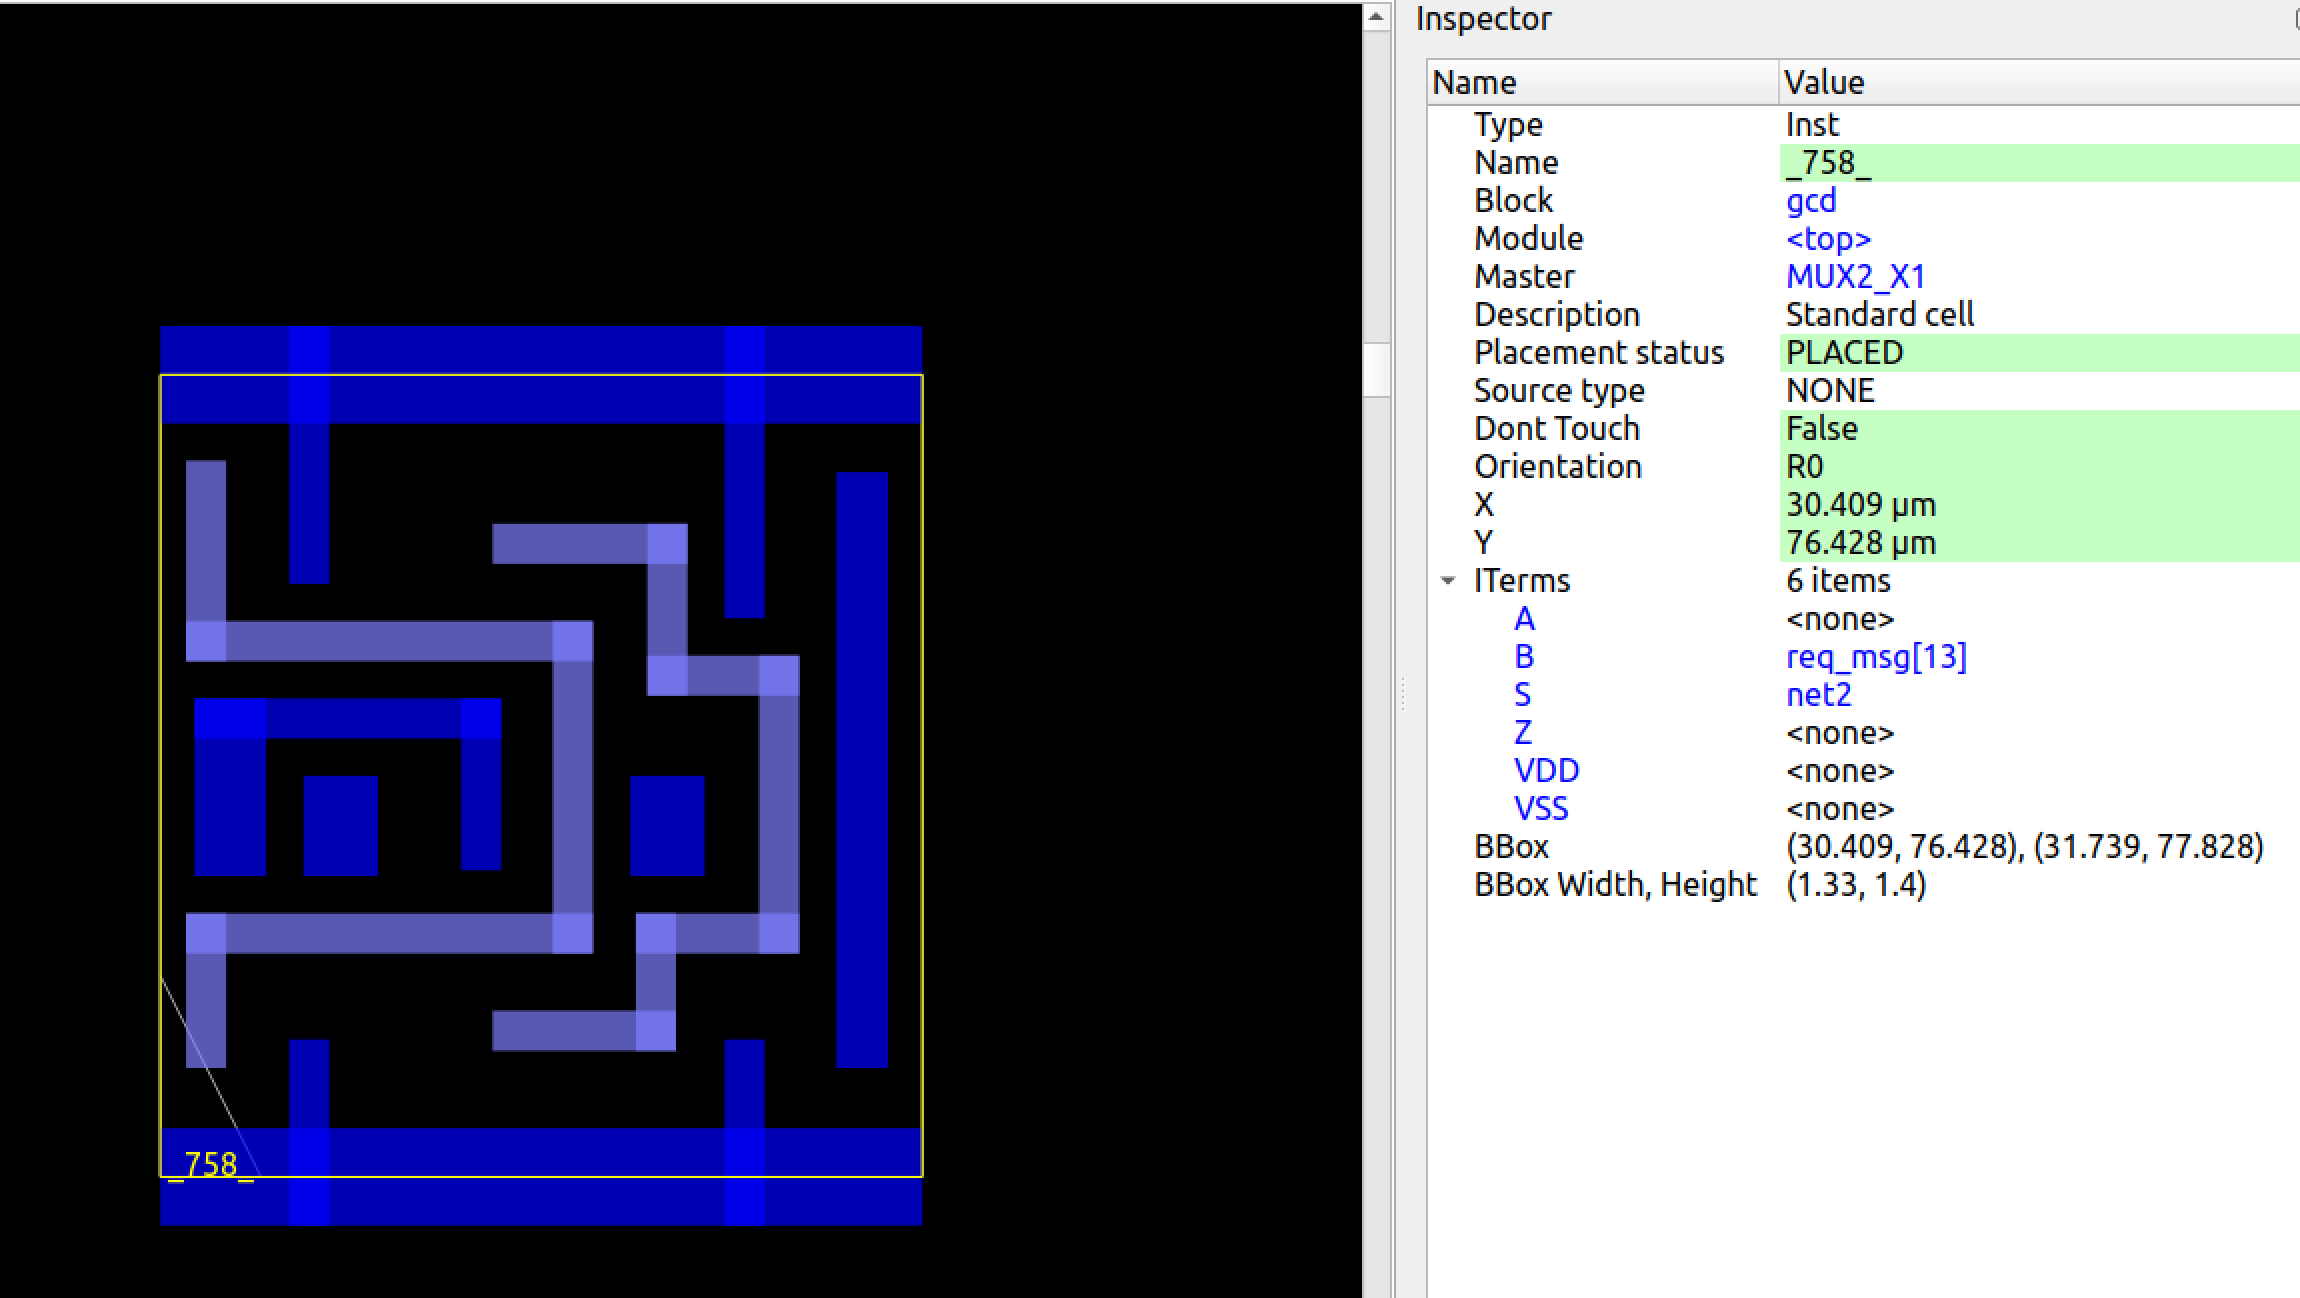 Inspector
Name Value
Type Inst
Name _758_
Block gcd
Module <top>
Master MUX2_X1
Description Standard cell
Placement status PLACED
Source type NONE
Dont Touch False
Orientation R0
X 30.409 µm
Y 76.428 µm
ITerms 6 items
A <none>
B req_msg[13]
S net2
Z <none>
VDD <none>
VSS <none>
BBox (30.409, 76.428), (31.739, 77.828)
BBox Width, Height (1.33, 1.4)
_758_